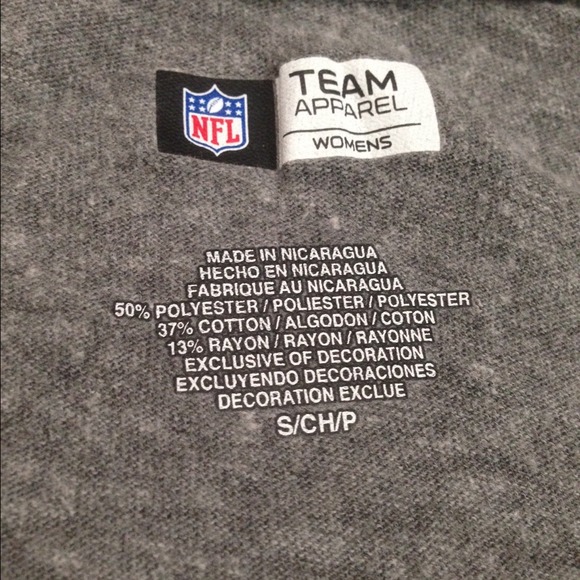 NFL
TEAM
APPAREL
WOMENS
MADE IN NICARAGUA
HECHO EN NICARAGUA
FABRIQUE AU NICARAGUA
50% POLYESTER / POLIESTER / POLYESTER
37% COTTON / ALGODON / COTON
13% RAYON / RAYON / RAYONNE
EXCLUSIVE OF DECORATION
EXCLUYENDO DECORACIONES
DECORATION EXCLUE
S/CH/P